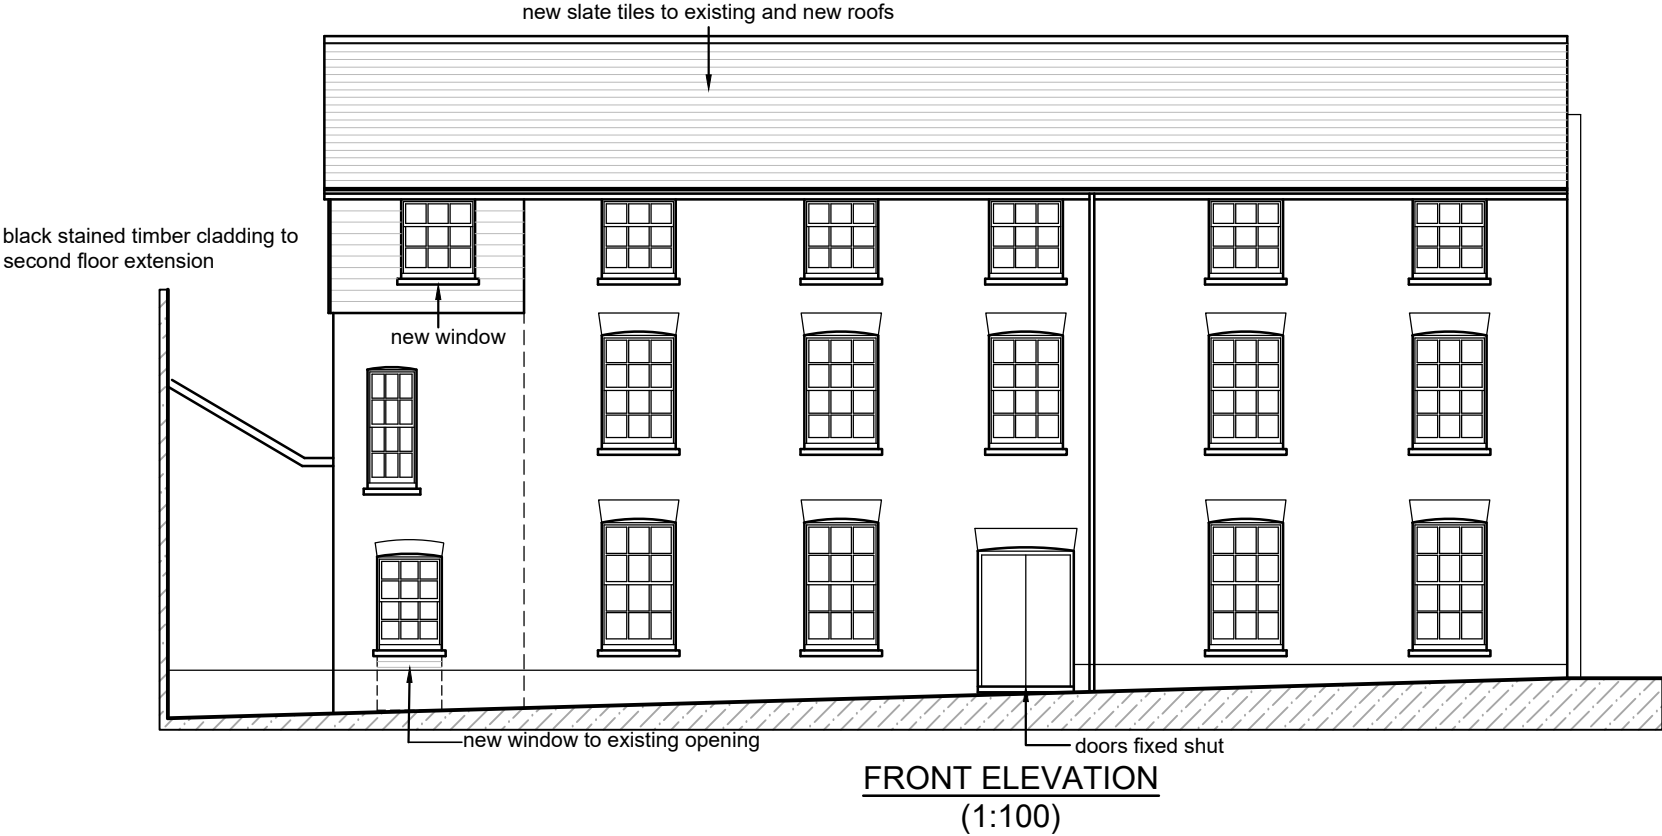 new slate tiles to existing and new roofs
black stained timber cladding to
second floor extension
new window
new window to existing opening
doors fixed shut
FRONT ELEVATION
(1:100)